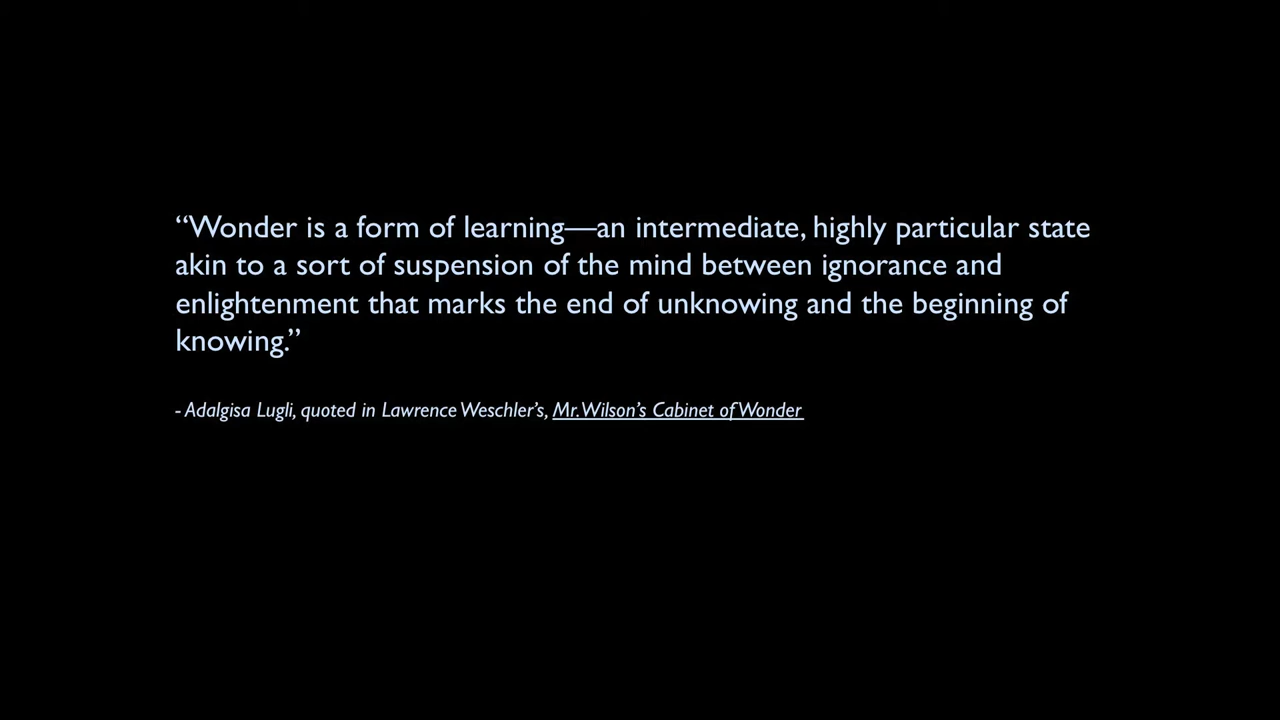 “Wonder is a form of learning—an intermediate, highly particular state
akin to a sort of suspension of the mind between ignorance and
enlightenment that marks the end of unknowing and the beginning of
knowing.”
- Adalgisa Lugli, quoted in Lawrence Weschler’s, Mr. Wilson’s Cabinet of Wonder